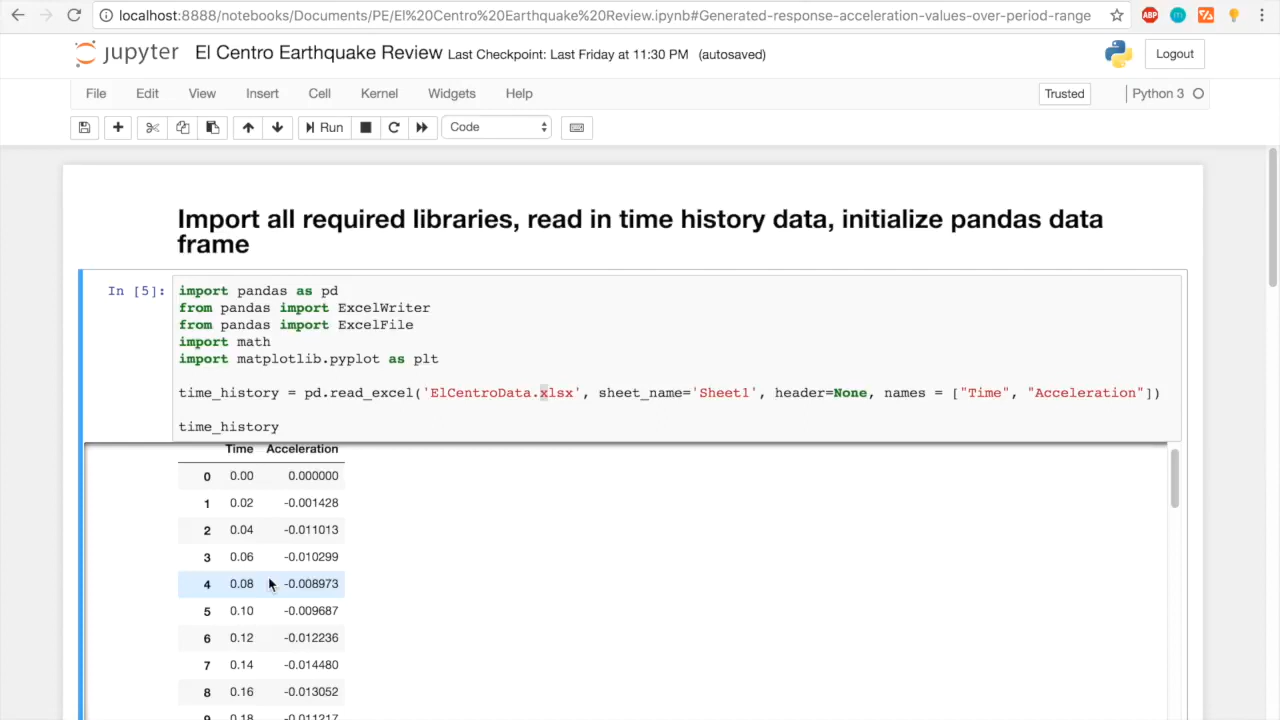 localhost:8888/notebooks/Documents/PE/El%20Centro%20Earthquake%20Review.ipynb#Generated-response-acceleration-values-over-period-range
ABP
m
jupyter El Centro Earthquake Review Last Checkpoint: Last Friday at 11:30 PM (autosaved)
Logout
File Edit View Insert Cell Kernel Widgets Help
Trusted
Python 3
Run
Code
Import all required libraries, read in time history data, initialize pandas data
frame
In [5]: import pandas as pd
from pandas import ExcelWriter
from pandas import ExcelFile
import math
import matplotlib.pyplot as plt
time_history = pd.read_excel('ElCentroData.xlsx', sheet_name='Sheet1', header=None, names = ["Time", "Acceleration"])
time_history
Time Acceleration
0 0.00 0.000000
1 0.02 -0.001428
2 0.04 -0.011013
3 0.06 -0.010299
4 0.08 -0.008973
5 0.10 -0.009687
6 0.12 -0.012236
7 0.14 -0.014480
8 0.16 -0.013052
9 0.18 -0.011217